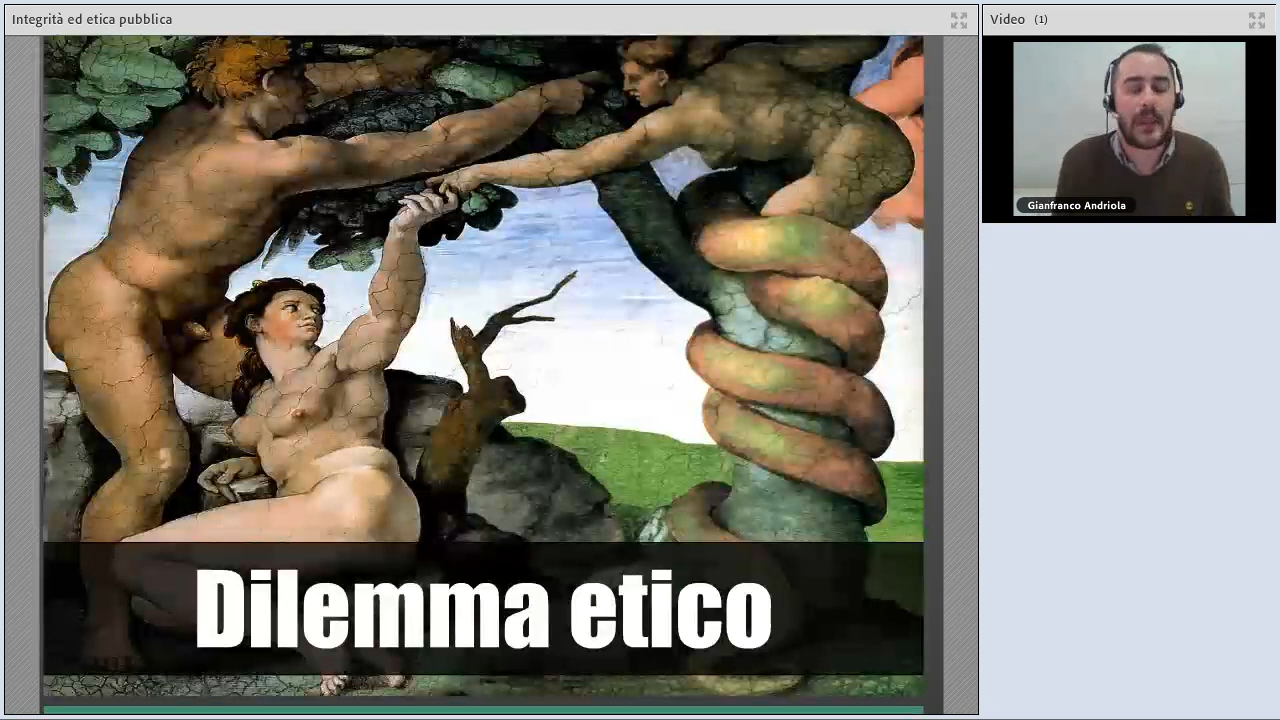 Integrità ed etica pubblica
Video (1)
Gianfranco Andriola
Dilemma etico